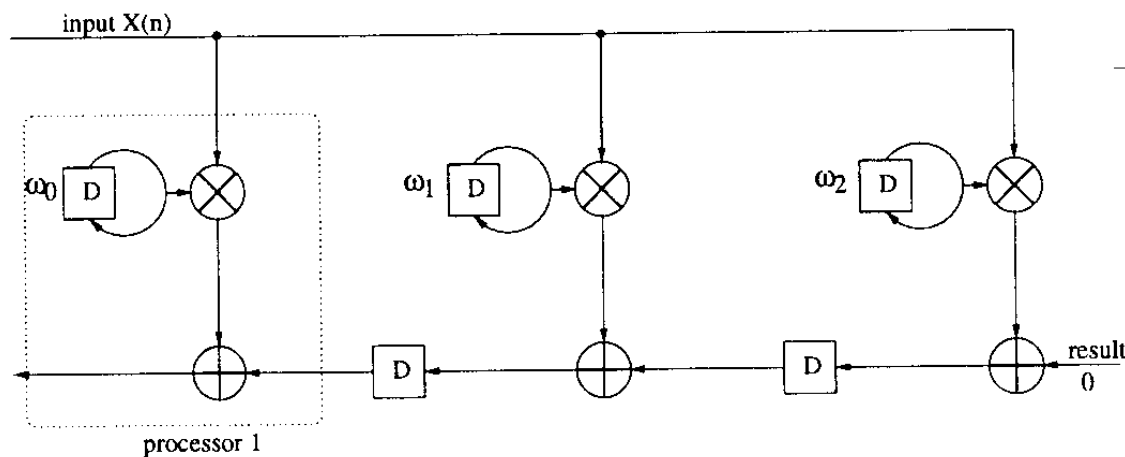 input X(n)
ω0 D
ω1 D
ω2 D
D
D
result
0
processor 1